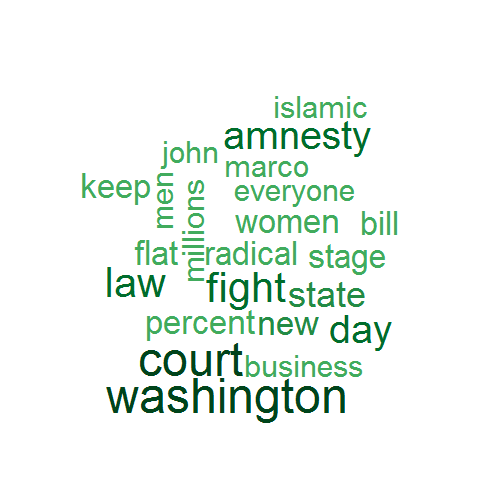 islamic
amnesty
john
marco
keep
men
millions
everyone
women
bill
flat
radical
stage
law
fight
state
percent
new
day
court
business
washington